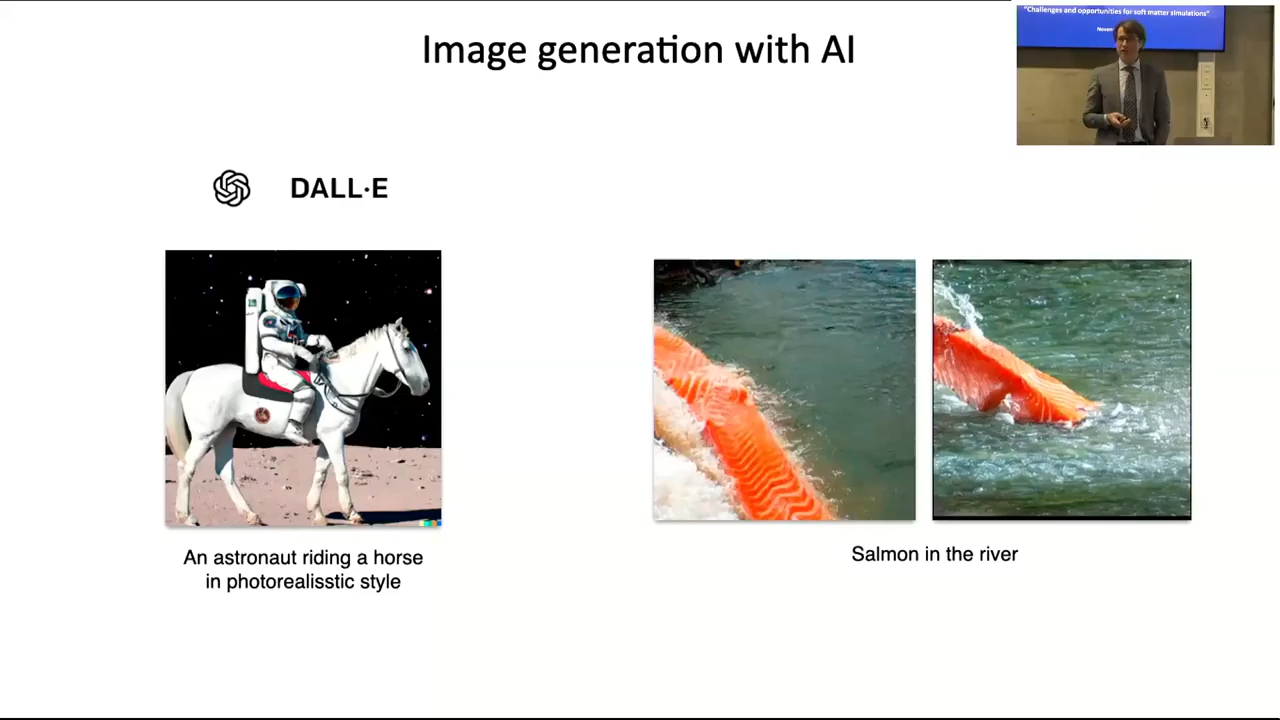 Image generation with AI
"Challenges and opportunities for soft matter simulations"
DALL·E
An astronaut riding a horse
in photorealisstic style
Salmon in the river